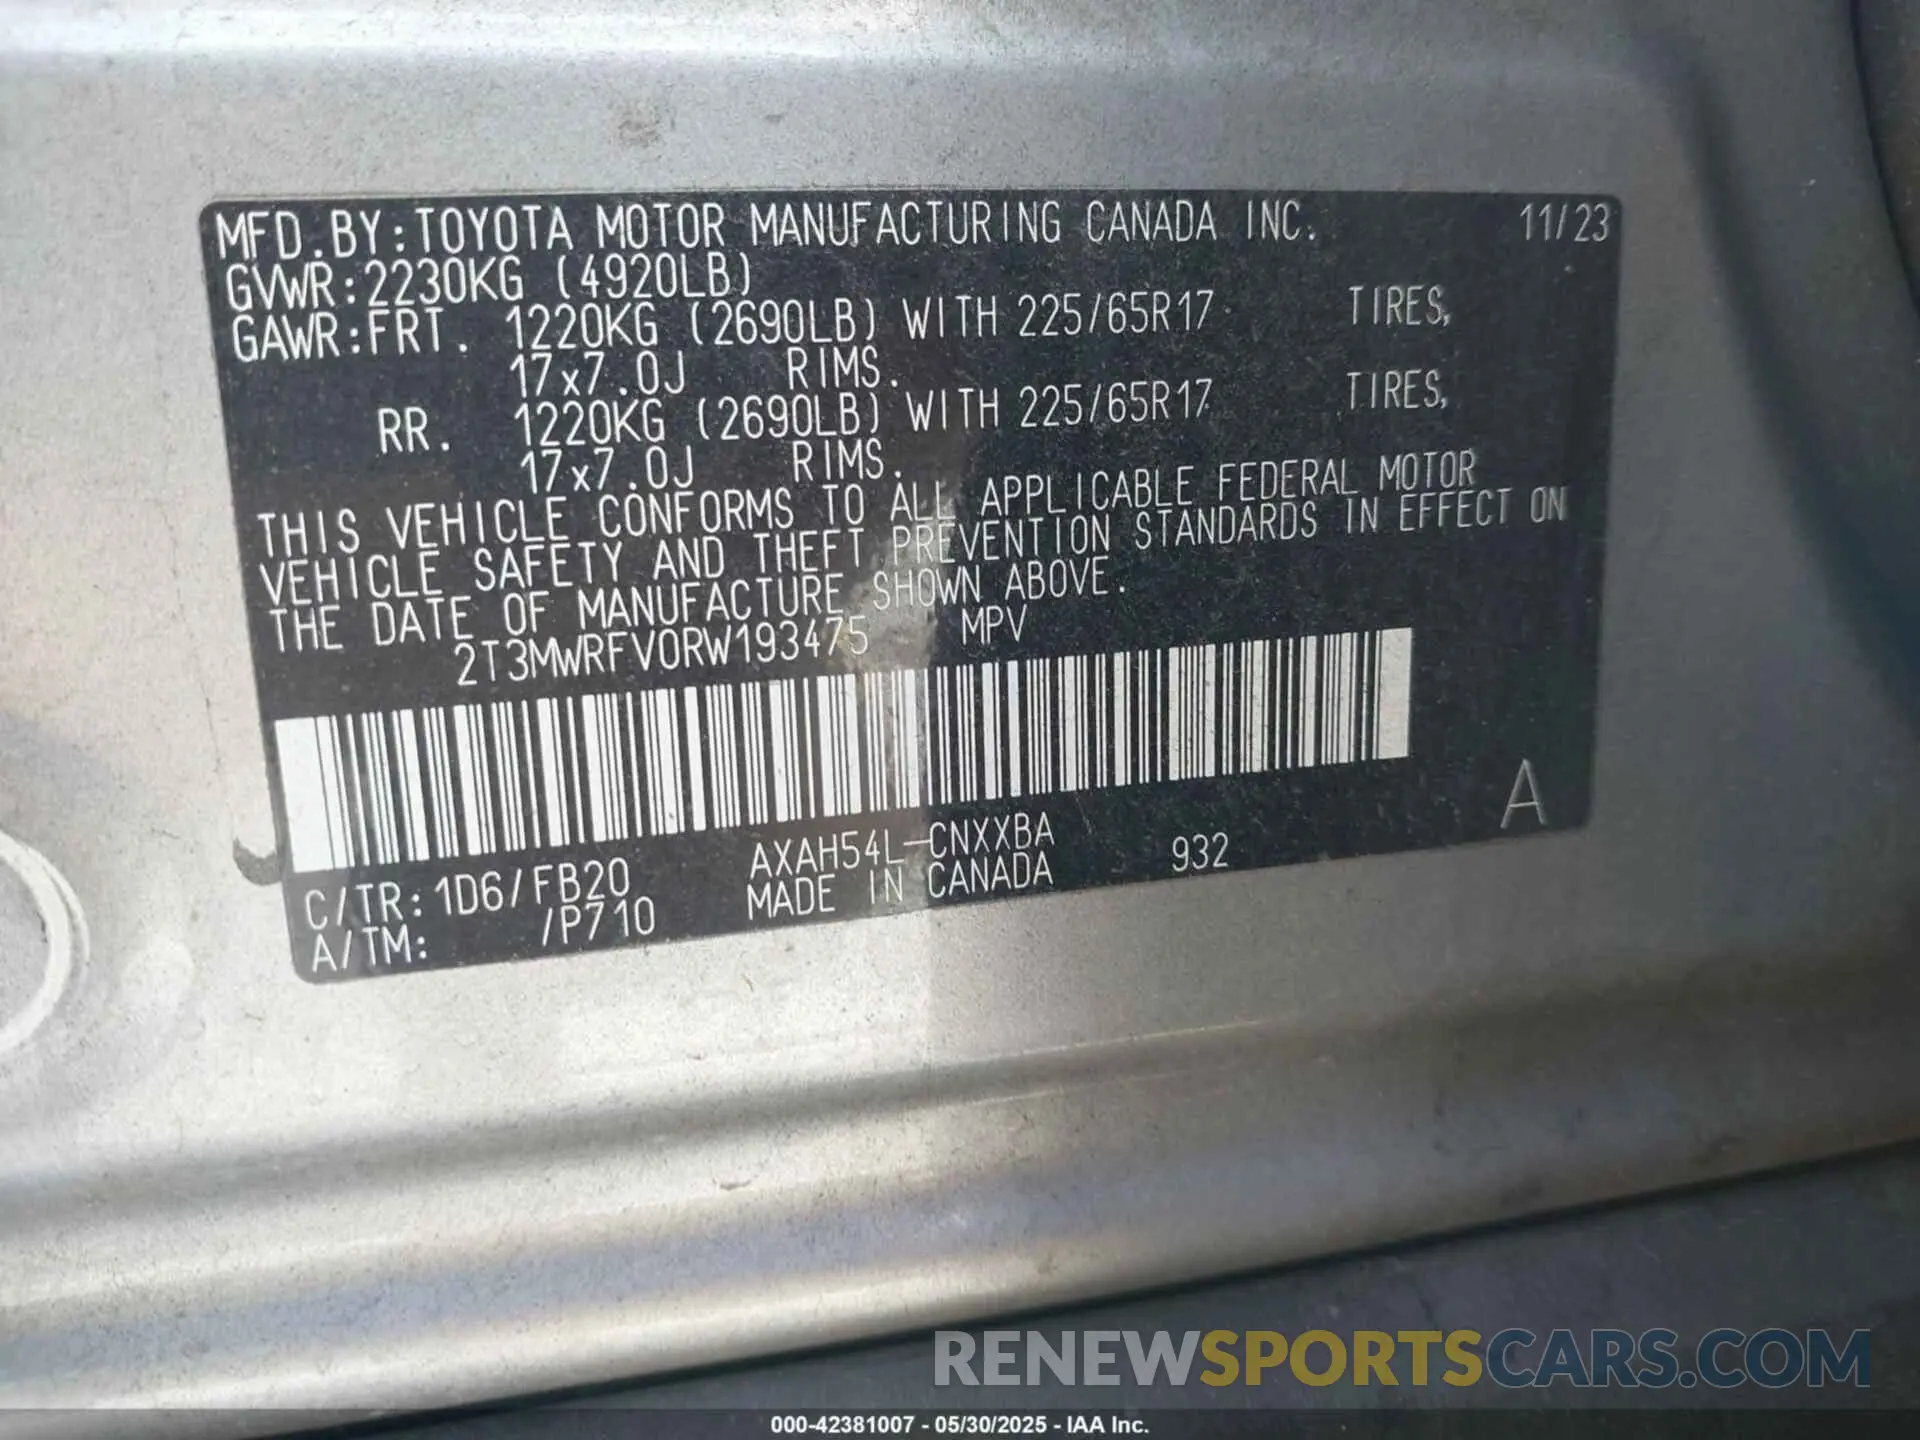 MFD.BY:TOYOTA MOTOR MANUFACTURING CANADA INC. 11/23
GVWR:2230KG (4920LB)
GAWR:FRT. 1220KG (2690LB) WITH 225/65R17 TIRES,
17x7.0J RIMS.
RR. 1220KG (2690LB) WITH 225/65R17 TIRES,
17x7.0J RIMS.
THIS VEHICLE CONFORMS TO ALL APPLICABLE FEDERAL MOTOR
VEHICLE SAFETY AND THEFT PREVENTION STANDARDS IN EFFECT ON
THE DATE OF MANUFACTURE SHOWN ABOVE.
2T3MWRFV0RW193475 MPV
C/TR:1D6/FB20 AXAH54L-CNXXBA 932 A
A/TM: /P710 MADE IN CANADA
RENEWSPORTSCARS.COM
000-42381007 - 05/30/2025 - IAA Inc.